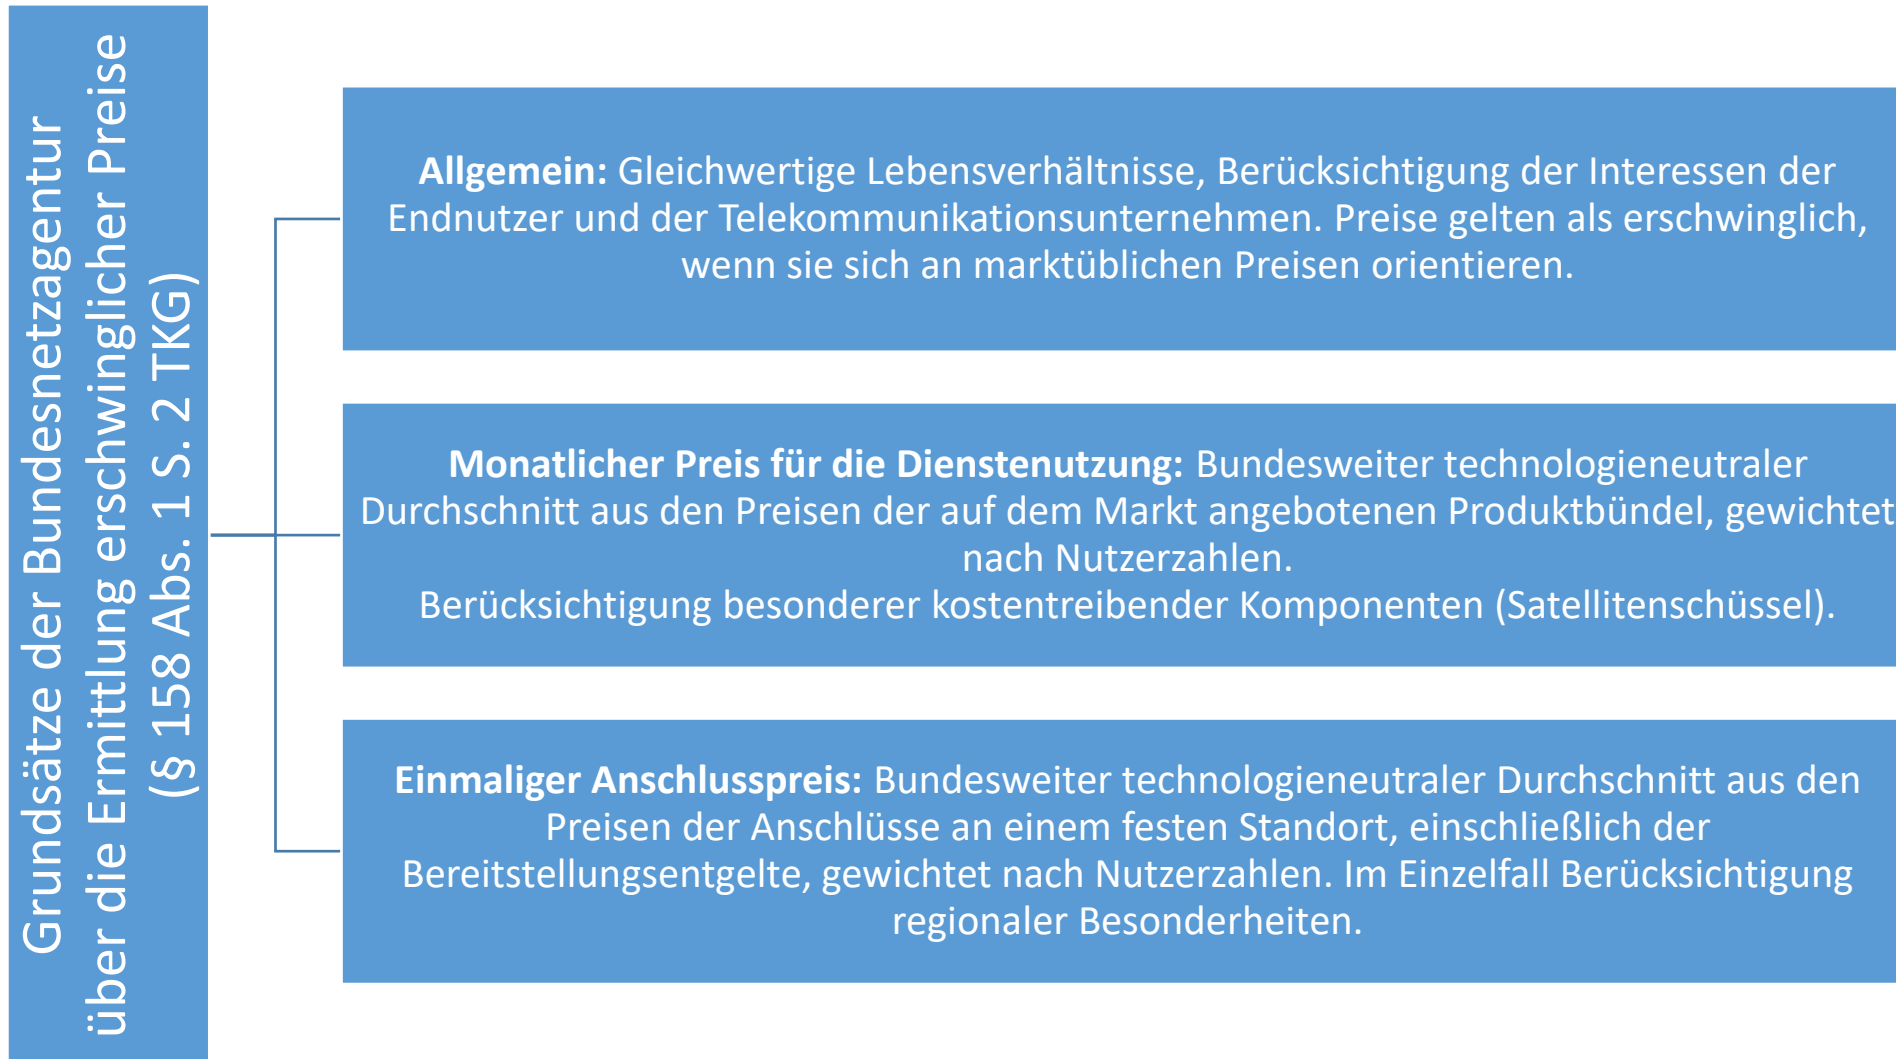 Grundsätze der Bundesnetzagentur
über die Ermittlung erschwinglicher Preise
(§ 158 Abs. 1 S. 2 TKG)
Allgemein: Gleichwertige Lebensverhältnisse, Berücksichtigung der Interessen der
Endnutzer und der Telekommunikationsunternehmen. Preise gelten als erschwinglich,
wenn sie sich an marktüblichen Preisen orientieren.
Monatlicher Preis für die Dienstenutzung: Bundesweiter technologieneutraler
Durchschnitt aus den Preisen der auf dem Markt angebotenen Produktbündel, gewichtet
nach Nutzerzahlen.
Berücksichtigung besonderer kostentreibender Komponenten (Satellitenschüssel).
Einmaliger Anschlusspreis: Bundesweiter technologieneutraler Durchschnitt aus den
Preisen der Anschlüsse an einem festen Standort, einschließlich der
Bereitstellungsentgelte, gewichtet nach Nutzerzahlen. Im Einzelfall Berücksichtigung
regionaler Besonderheiten.